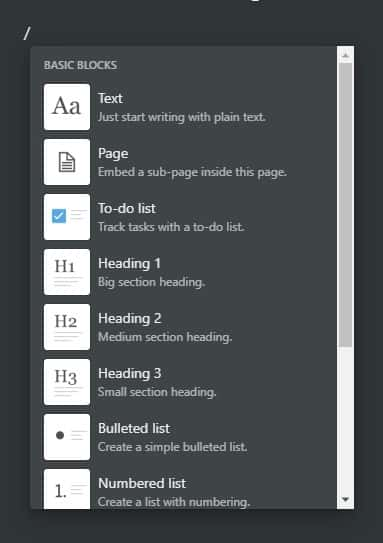 /
BASIC BLOCKS
Aa
Text
Just start writing with plain text.
Page
Embed a sub-page inside this page.
To-do list
Track tasks with a to-do list.
H1
Heading 1
Big section heading.
H2
Heading 2
Medium section heading.
H3
Heading 3
Small section heading.
Bulleted list
Create a simple bulleted list.
1.
Numbered list
Create a list with numbering.